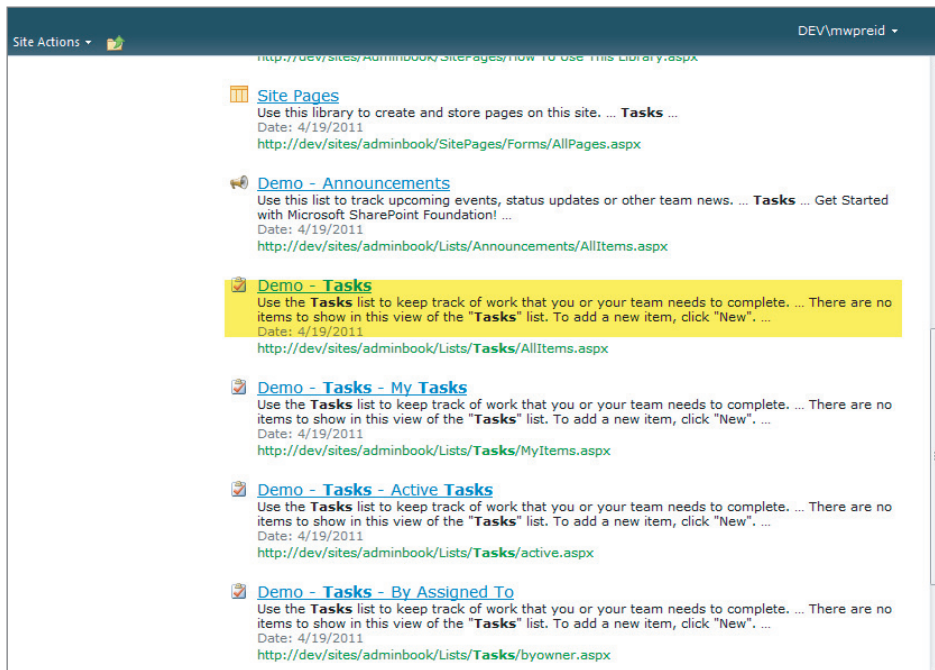 DEV\mwpreid
Site Actions
http://dev/sites/Adminbook/SitePages/How To Use This Library.aspx
Site Pages
Use this library to create and store pages on this site. ... Tasks ...
Date: 4/19/2011
http://dev/sites/adminbook/SitePages/Forms/AllPages.aspx
Demo - Announcements
Use this list to track upcoming events, status updates or other team news. ... Tasks ... Get Started
with Microsoft SharePoint Foundation! ...
Date: 4/19/2011
http://dev/sites/adminbook/Lists/Announcements/AllItems.aspx
Demo - Tasks
Use the Tasks list to keep track of work that you or your team needs to complete. ... There are no
items to show in this view of the "Tasks" list. To add a new item, click "New". ...
Date: 4/19/2011
http://dev/sites/adminbook/Lists/Tasks/AllItems.aspx
Demo - Tasks - My Tasks
Use the Tasks list to keep track of work that you or your team needs to complete. ... There are no
items to show in this view of the "Tasks" list. To add a new item, click "New". ...
Date: 4/19/2011
http://dev/sites/adminbook/Lists/Tasks/MyItems.aspx
Demo - Tasks - Active Tasks
Use the Tasks list to keep track of work that you or your team needs to complete. ... There are no
items to show in this view of the "Tasks" list. To add a new item, click "New". ...
Date: 4/19/2011
http://dev/sites/adminbook/Lists/Tasks/active.aspx
Demo - Tasks - By Assigned To
Use the Tasks list to keep track of work that you or your team needs to complete. ... There are no
items to show in this view of the "Tasks" list. To add a new item, click "New". ...
Date: 4/19/2011
http://dev/sites/adminbook/Lists/Tasks/byowner.aspx